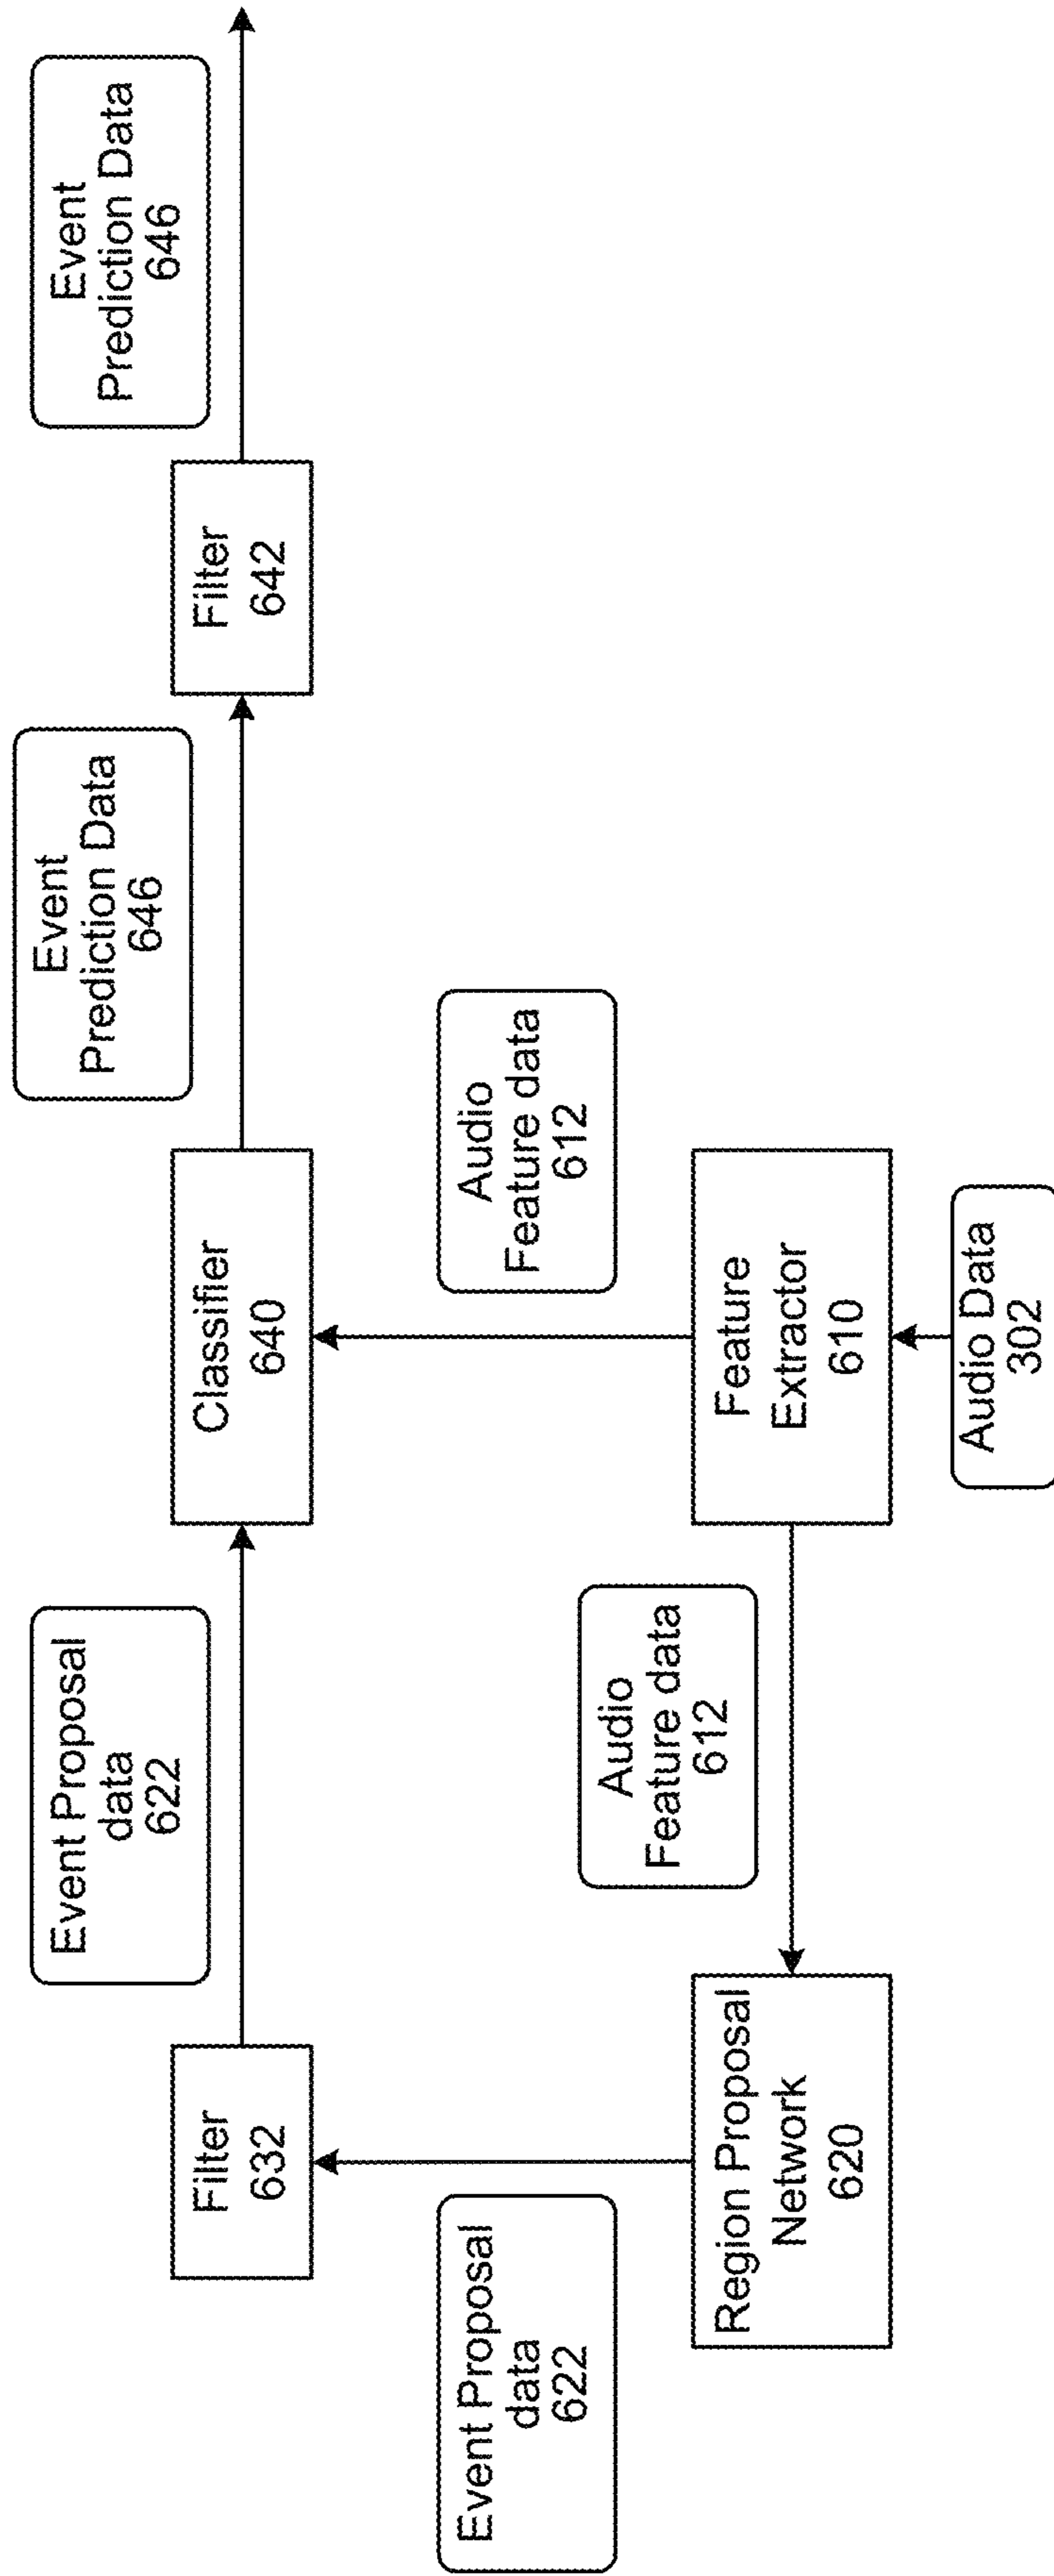 Event Proposal
data
622
Event
Prediction Data
646
Event
Prediction Data
646
Filter
632
Classifier
640
Filter
642
Event Proposal
data
622
Audio
Feature data
612
Audio
Feature data
612
Region Proposal
Network
620
Feature
Extractor
610
Audio Data
302